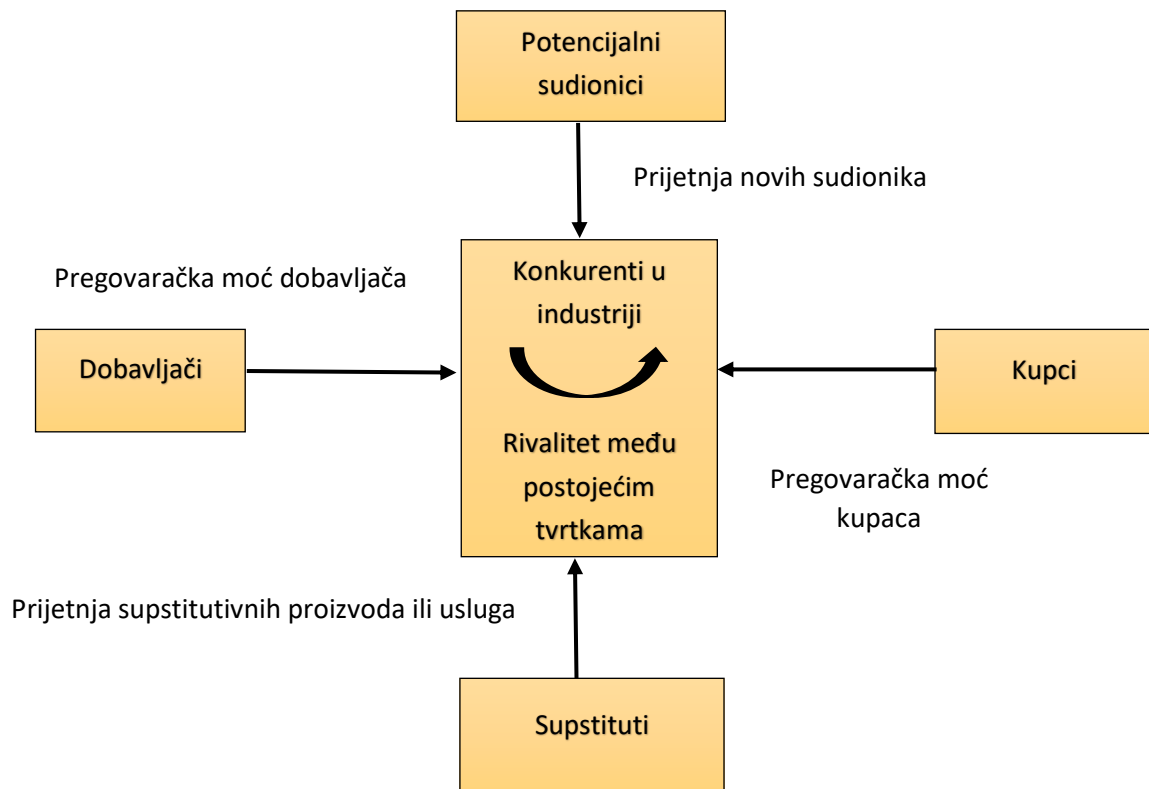 Potencijalni
sudionici
Prijetnja novih sudionika
Pregovaračka moć dobavljača
Konkurenti u
industriji
Dobavljači
Kupci
Rivalitet među
postojećim
tvrtkama
Pregovaračka moć
kupaca
Prijetnja supstitutivnih proizvoda ili usluga
Supstituti